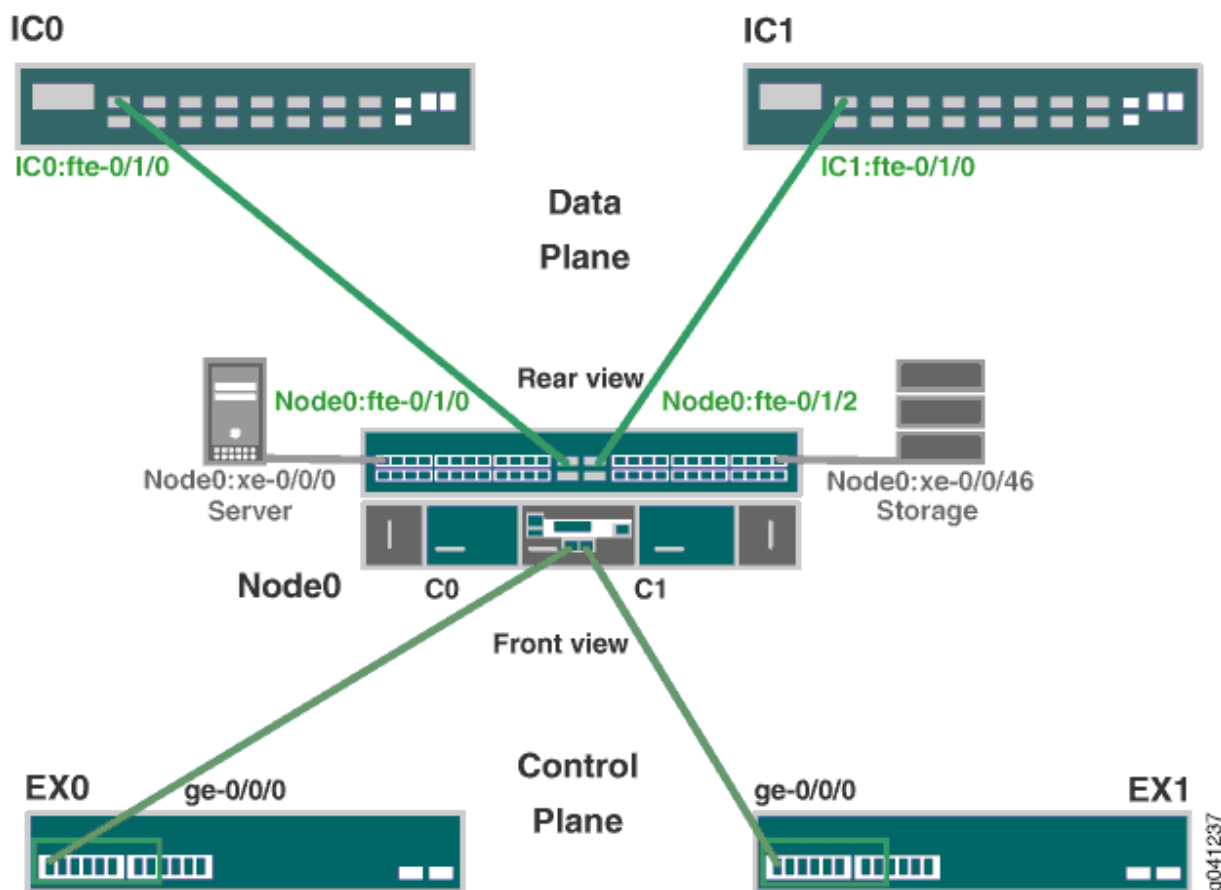 IC0
IC1
IC0:fte-0/1/0
IC1:fte-0/1/0
Data
Plane
Rear view
Node0:fte-0/1/0
Node0:fte-0/1/2
Node0:xe-0/0/0
Server
Node0:xe-0/0/46
Storage
Node0
C0
C1
Front view
Control
Plane
EX0
ge-0/0/0
ge-0/0/0
EX1
g041237